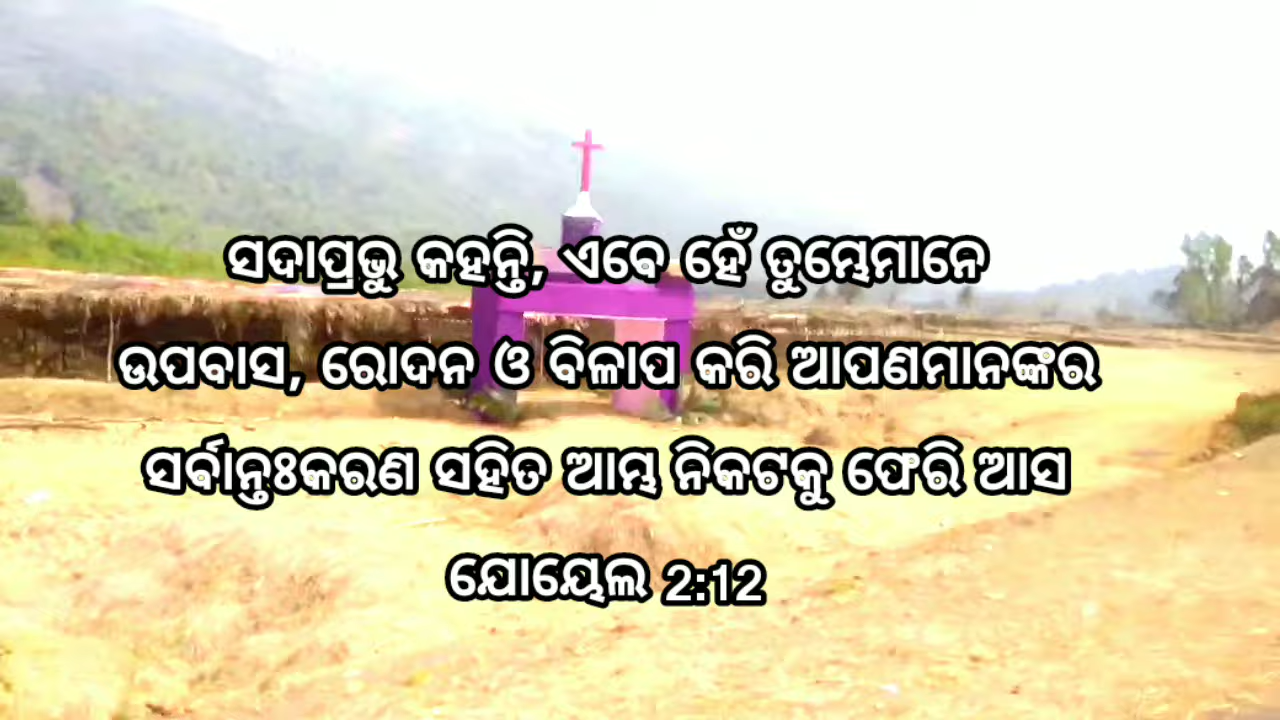 ସଦାପ୍ରଭୁ କହନ୍ତି, ଏବେ ହେଁ ତୁମ୍ଭେମାନେ
ଉପବାସ, ରୋଦନ ଓ ବିଳାପ କରି ଆପଣମାନଙ୍କର
ସର୍ବାନ୍ତଃକରଣ ସହିତ ଆମ୍ଭ ନିକଟକୁ ଫେରି ଆସ
ଯୋୟେଲ 2:12